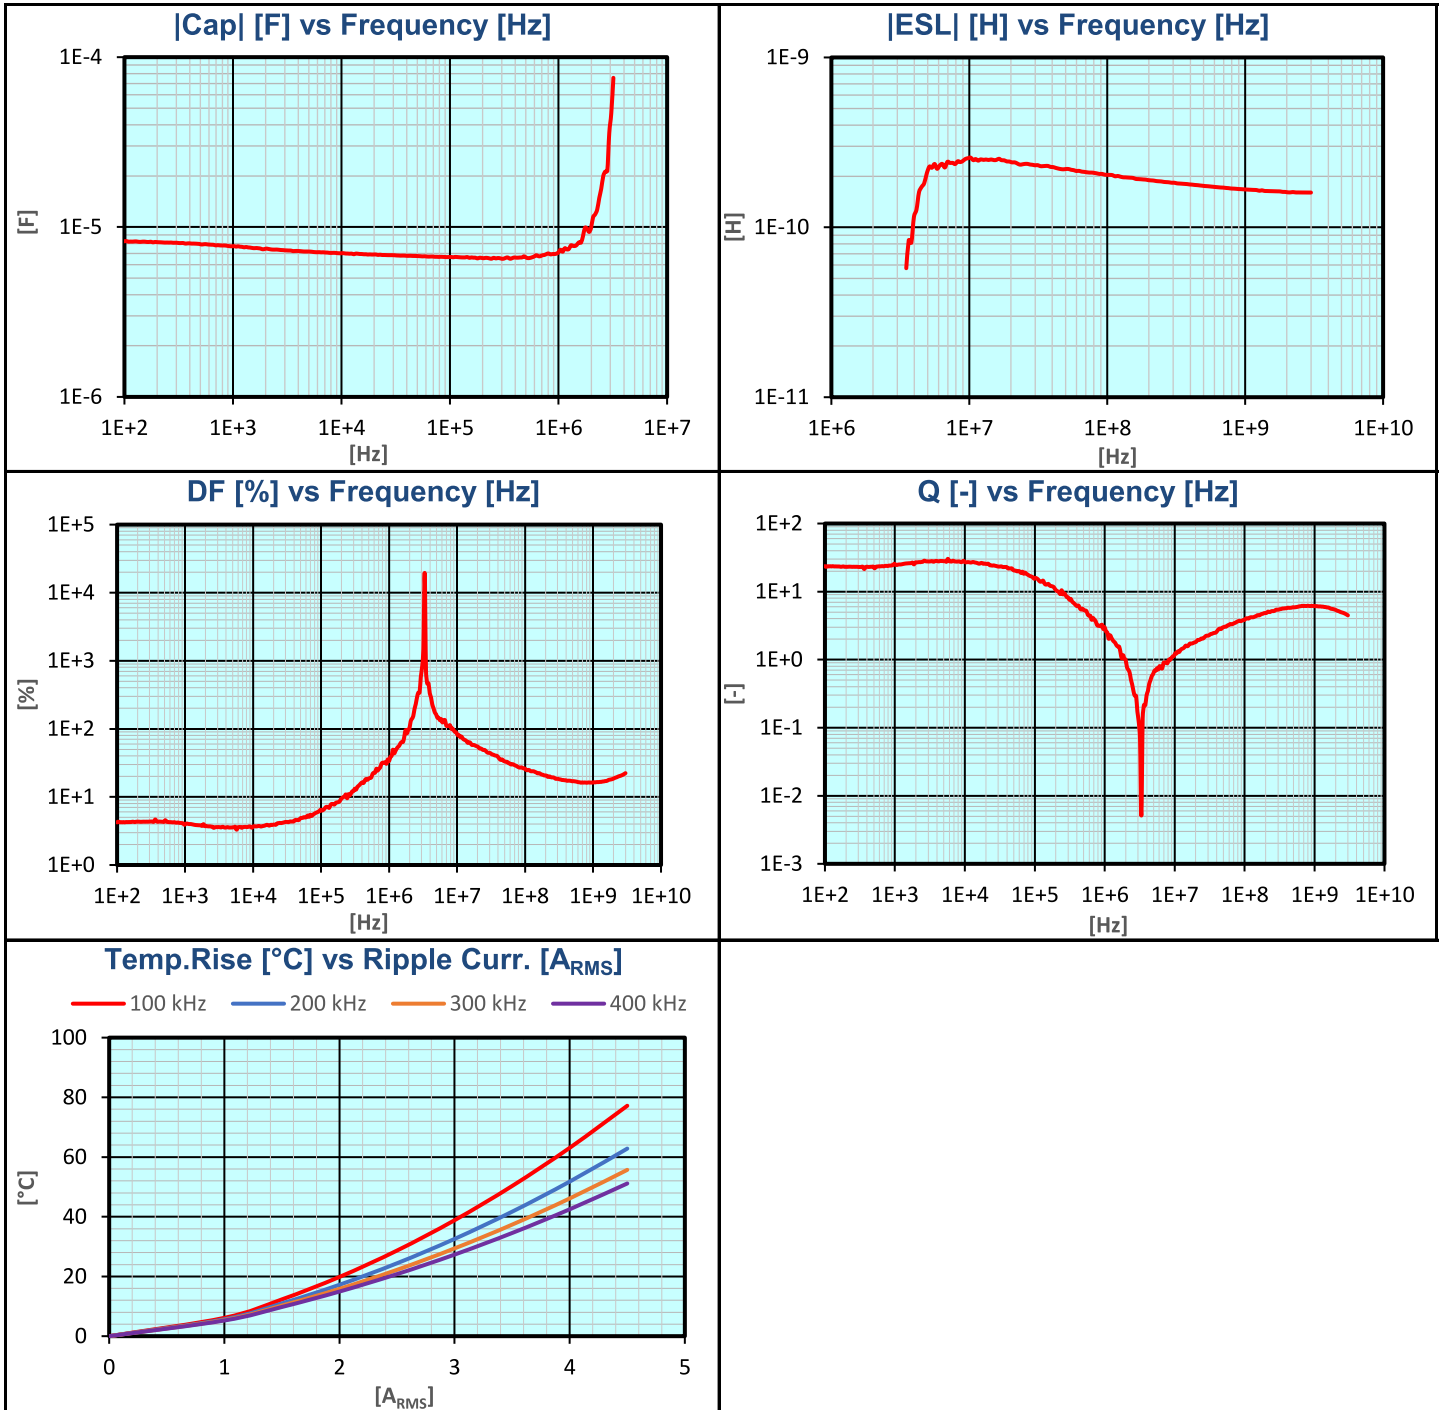 |Cap| [F] vs Frequency [Hz]
1E-4
1E-5
1E-6
[F]
1E+2 1E+3 1E+4 1E+5 1E+6 1E+7
[Hz]
|ESL| [H] vs Frequency [Hz]
1E-9
1E-10
1E-11
[H]
1E+6 1E+7 1E+8 1E+9 1E+10
[Hz]
DF [%] vs Frequency [Hz]
1E+5
1E+4
1E+3
1E+2
1E+1
1E+0
[%]
1E+2 1E+3 1E+4 1E+5 1E+6 1E+7 1E+8 1E+9 1E+10
[Hz]
Q [-] vs Frequency [Hz]
1E+2
1E+1
1E+0
1E-1
1E-2
1E-3
[-]
1E+2 1E+3 1E+4 1E+5 1E+6 1E+7 1E+8 1E+9 1E+10
[Hz]
Temp.Rise [°C] vs Ripple Curr. [ARMS]
100 kHz 200 kHz 300 kHz 400 kHz
100
80
60
40
20
0
[°C]
0 1 2 3 4 5
[ARMS]